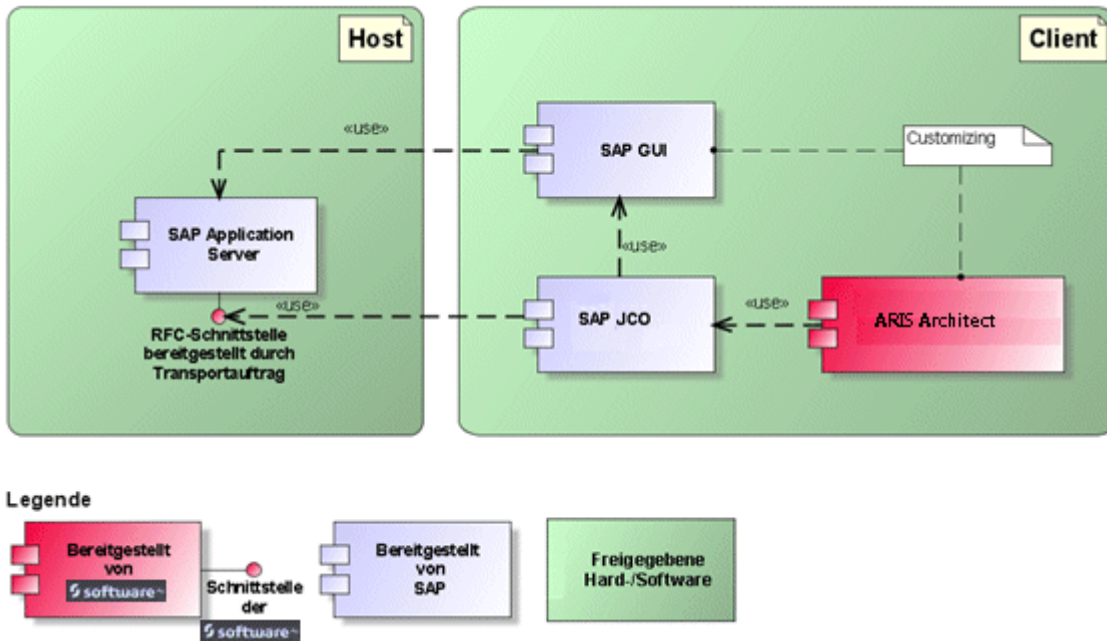 Host
Client
«use»
SAP GUI
Customizing
SAP Application
Server
«use»
«use»
SAP JCO
«use»
ARIS Architect
RFC-Schnittstelle
bereitgestellt durch
Transportauftrag
Legende
Bereitgestellt
von
software
Schnittstelle
der
software
Bereitgestellt
von
SAP
Freigegebene
Hard-/Software